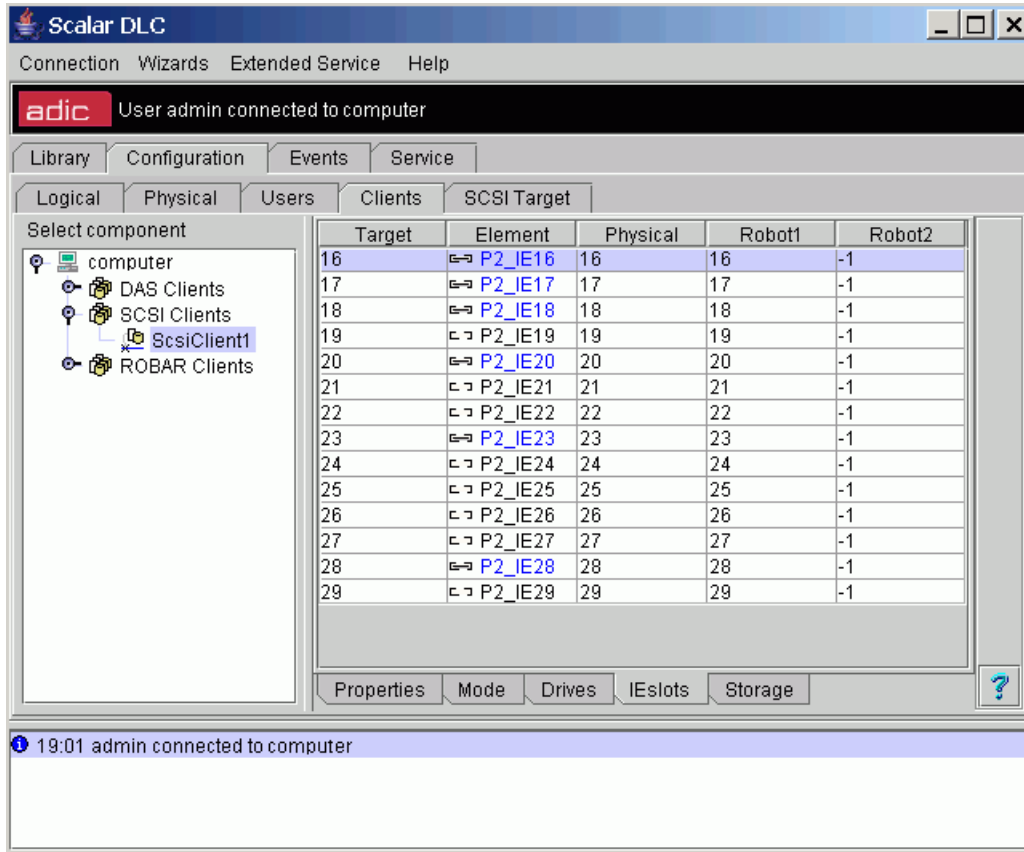 Scalar DLC
Connection Wizards Extended Service Help
adic User admin connected to computer
Library Configuration Events Service
Logical Physical Users Clients SCSI Target
Select component
computer
DAS Clients
SCSI Clients
ScsiClient1
ROBAR Clients
Target Element Physical Robot1 Robot2
16 P2_IE16 16 16 -1
17 P2_IE17 17 17 -1
18 P2_IE18 18 18 -1
19 P2_IE19 19 19 -1
20 P2_IE20 20 20 -1
21 P2_IE21 21 21 -1
22 P2_IE22 22 22 -1
23 P2_IE23 23 23 -1
24 P2_IE24 24 24 -1
25 P2_IE25 25 25 -1
26 P2_IE26 26 26 -1
27 P2_IE27 27 27 -1
28 P2_IE28 28 28 -1
29 P2_IE29 29 29 -1
Properties Mode Drives IEslots Storage
?
19:01 admin connected to computer